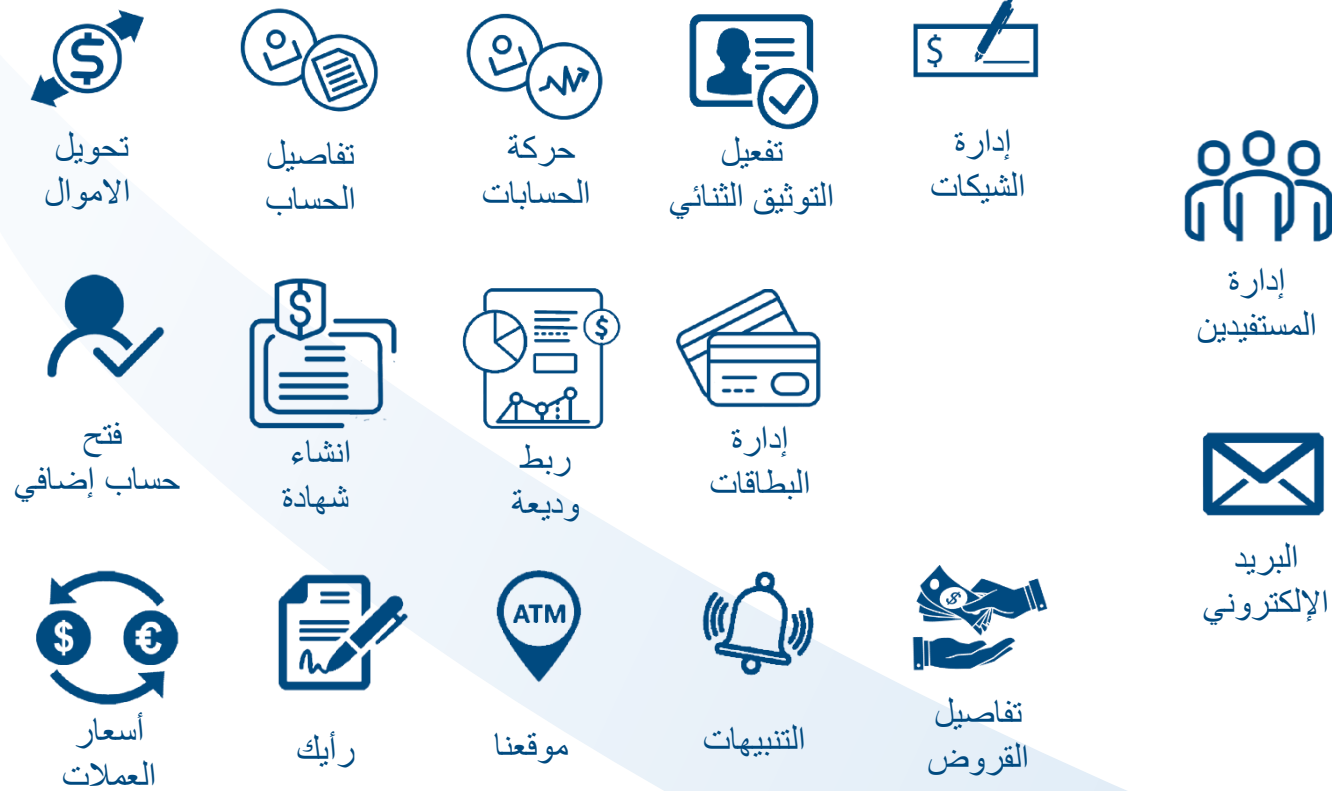 إدارة
الشيكات
تفعيل
التوثيق الثنائي
حركة
الحسابات
تفاصيل
الحساب
تحويل
الاموال
إدارة
المستفيدين
إدارة
البطاقات
ربط
وديعة
انشاء
شهادة
فتح
حساب إضافي
البريد
الإلكتروني
تفاصيل
القروض
التنبيهات
ATM
موقعنا
رأيك
أسعار
العملات
$
$
$
$
$
€
$